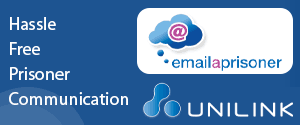 Hassle
Free
Prisoner
Communication
@
emailaprisoner
UNILINK